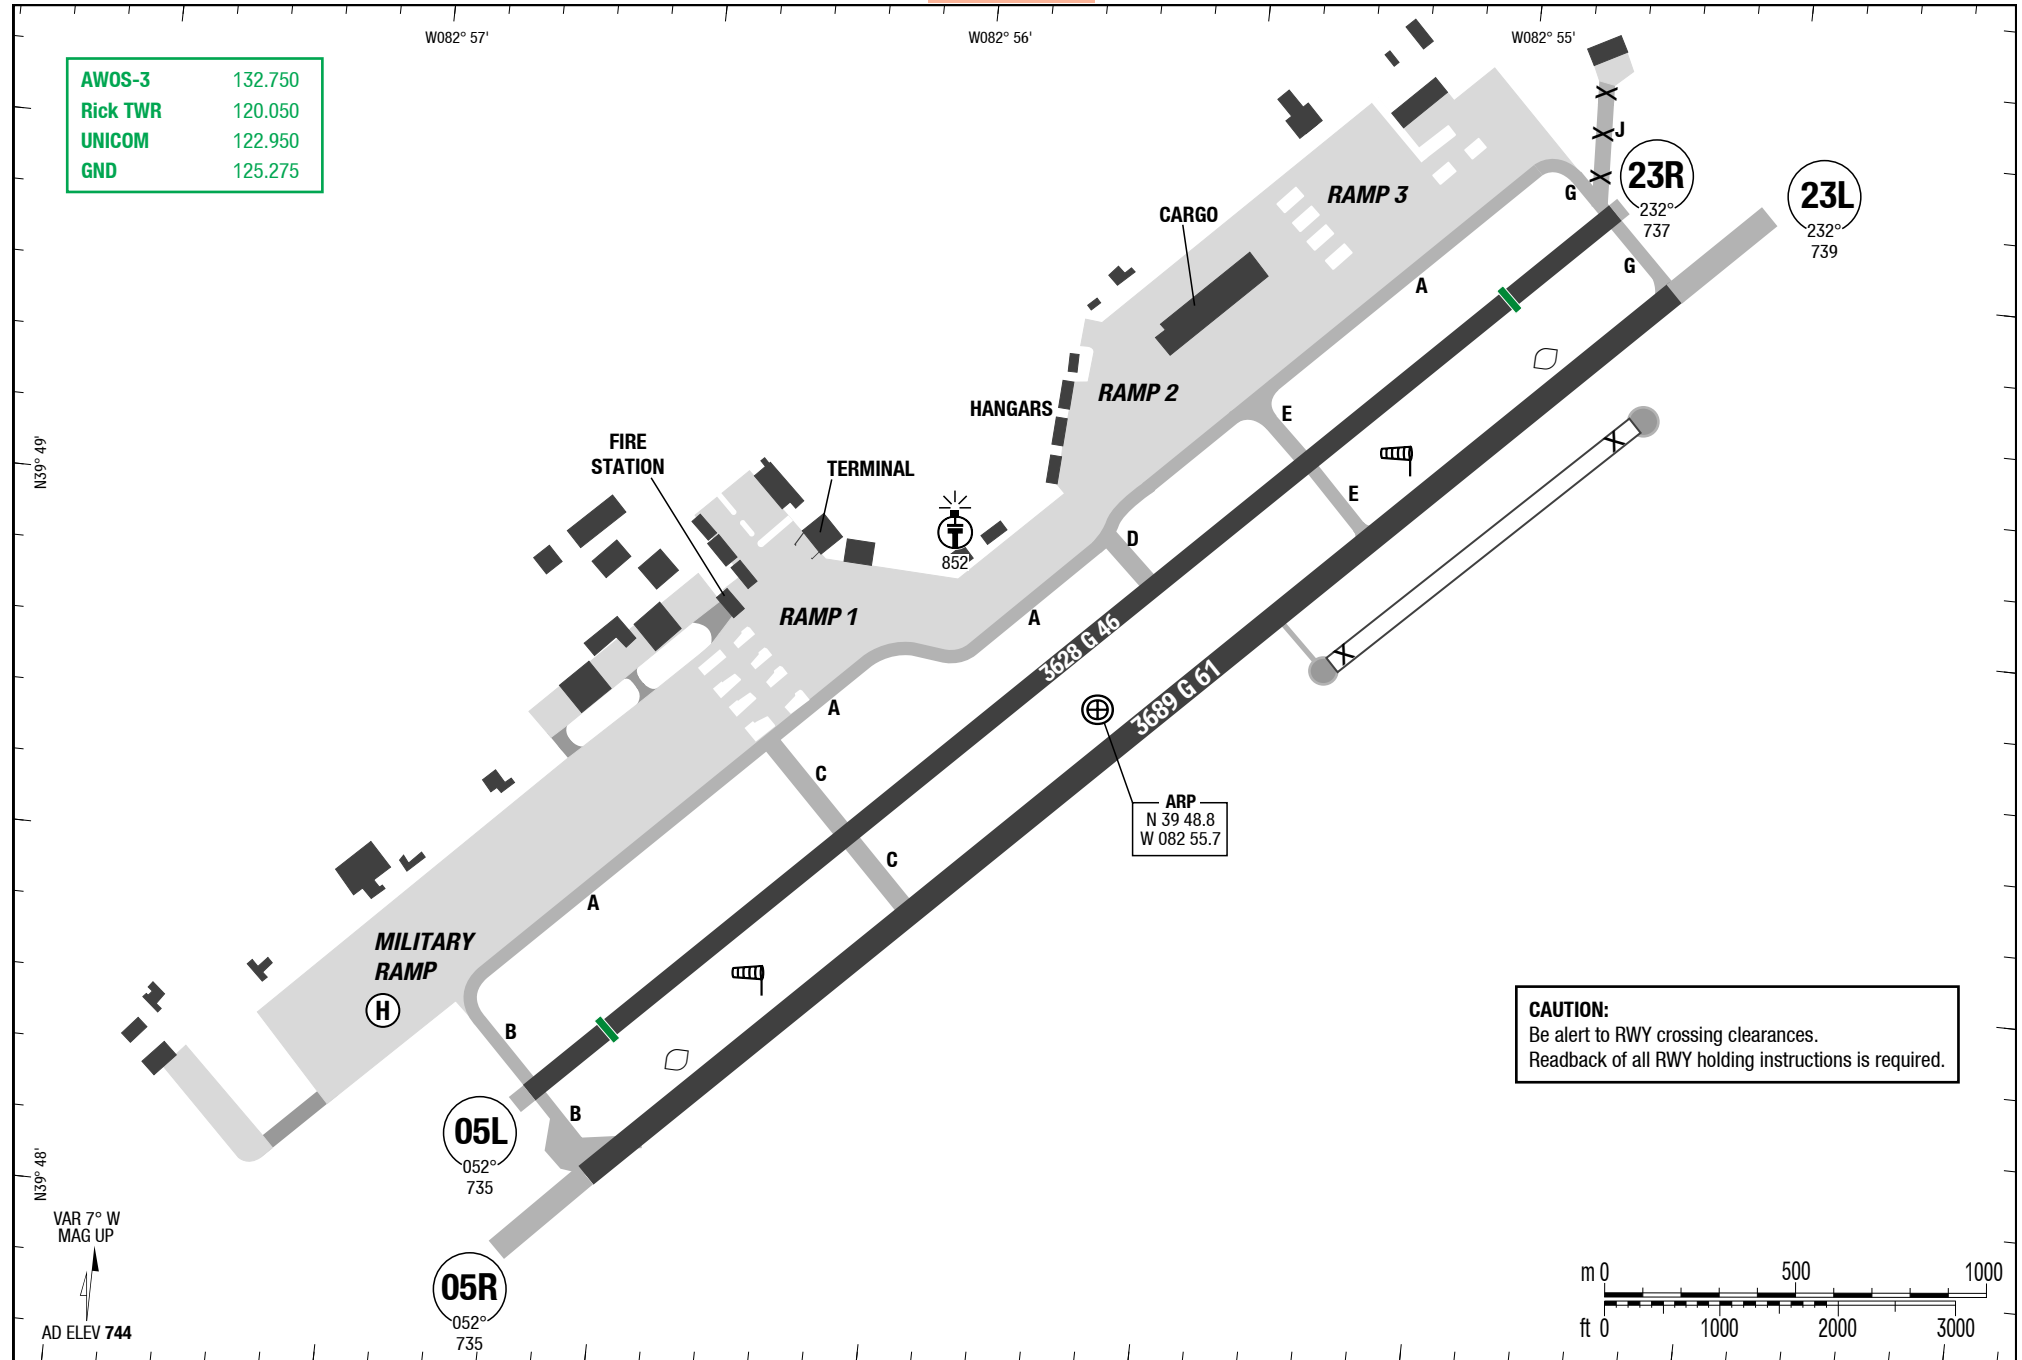 W082° 57'
W082° 56'
W082° 55'
AWOS-3 132.750
Rick TWR 120.050
UNICOM 122.950
GND 125.275
J
23R
232°
737
23L
232°
739
G
G
RAMP 3
CARGO
A
RAMP 2
HANGARS
E
E
N39° 49'
FIRE
STATION
TERMINAL
852
D
RAMP 1
A
3628 G 46
3689 G 61
A
C
ARP
N 39 48.8
W 082 55.7
C
A
MILITARY
RAMP
H
B
B
CAUTION:
Be alert to RWY crossing clearances.
Readback of all RWY holding instructions is required.
05L
052°
735
N39° 48'
VAR 7° W
MAG UP
AD ELEV 744
05R
052°
735
m 0 500 1000
ft 0 1000 2000 3000